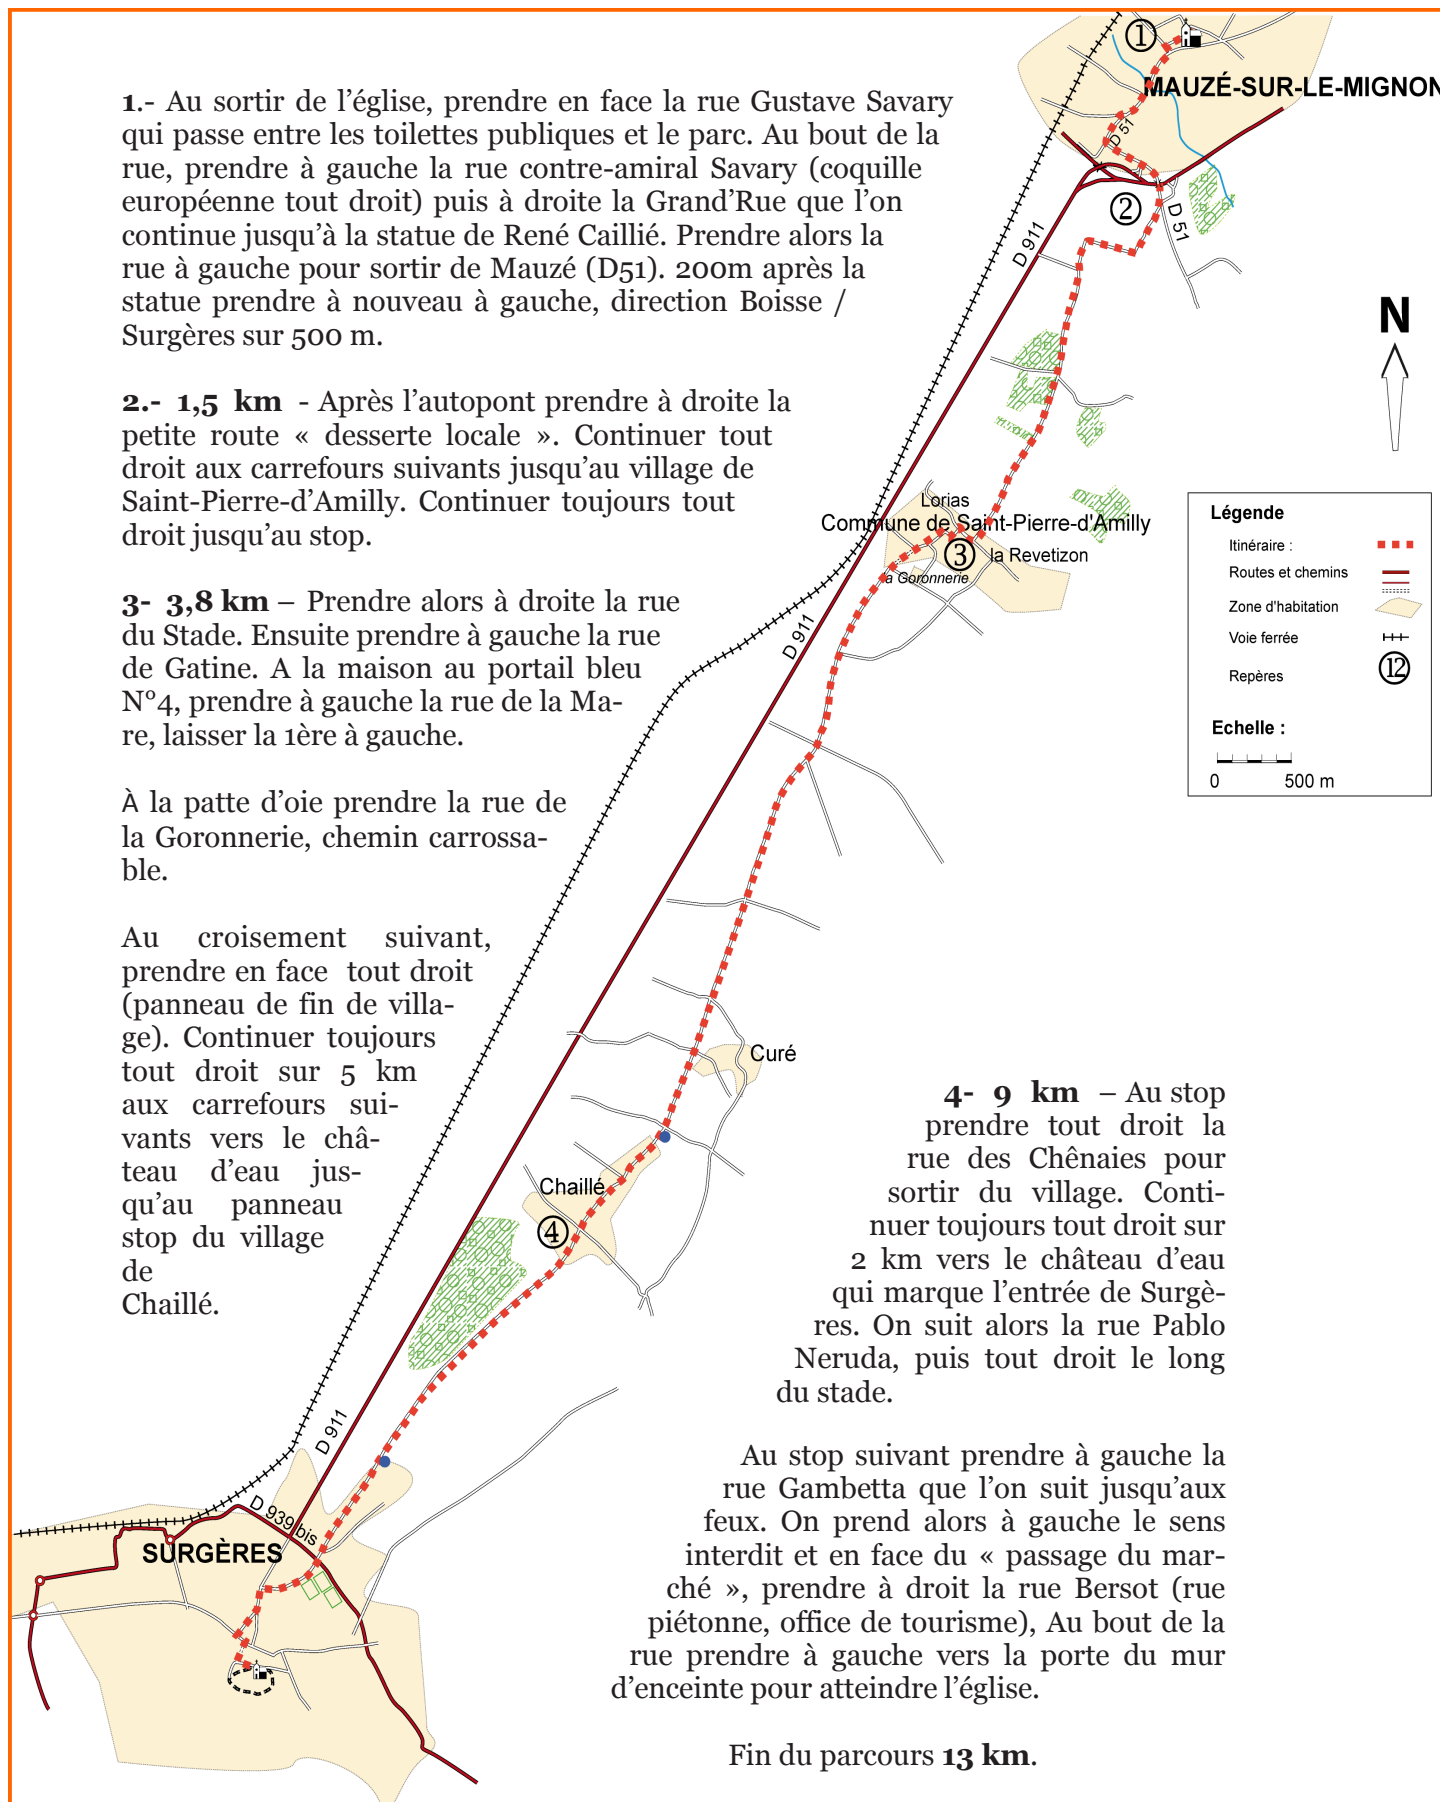 1.- Au sortir de l’église, prendre en face la rue Gustave Savary
qui passe entre les toilettes publiques et le parc. Au bout de la
rue, prendre à gauche la rue contre-amiral Savary (coquille
européenne tout droit) puis à droite la Grand’Rue que l’on
continue jusqu’à la statue de René Caillié. Prendre alors la
rue à gauche pour sortir de Mauzé (D51). 200m après la
statue prendre à nouveau à gauche, direction Boisse /
Surgères sur 500 m.
2.- 1,5 km - Après l’autopont prendre à droite la
petite route « desserte locale ». Continuer tout
droit aux carrefours suivants jusqu’au village de
Saint-Pierre-d’Amilly. Continuer toujours tout
droit jusqu’au stop.
3- 3,8 km – Prendre alors à droite la rue
du Stade. Ensuite prendre à gauche la rue
de Gatine. A la maison au portail bleu
N°4, prendre à gauche la rue de la Ma-
re, laisser la 1ère à gauche.
À la patte d’oie prendre la rue de
la Goronnerie, chemin carrossa-
ble.
Au croisement suivant,
prendre en face tout droit
(panneau de fin de villa-
ge). Continuer toujours
tout droit sur 5 km
aux carrefours sui-
vants vers le châ-
teau d’eau jus-
qu’au panneau
stop du village
de
Chaillé.
4- 9 km – Au stop
prendre tout droit la
rue des Chênaies pour
sortir du village. Conti-
nuer toujours tout droit sur
2 km vers le château d’eau
qui marque l’entrée de Surgè-
res. On suit alors la rue Pablo
Neruda, puis tout droit le long
du stade.
Au stop suivant prendre à gauche la
rue Gambetta que l’on suit jusqu’aux
feux. On prend alors à gauche le sens
interdit et en face du « passage du mar-
ché », prendre à droit la rue Bersot (rue
piétonne, office de tourisme), Au bout de la
rue prendre à gauche vers la porte du mur
d’enceinte pour atteindre l’église.
Fin du parcours 13 km.
1
MAUZÉ-SUR-LE-MIGNON
D 51
2
D 51
D 911
N
Lorias
Commune de Saint-Pierre-d'Amilly
3
la Revetizon
a Goronnerie
D 911
Légende
Itinéraire :
Routes et chemins
Zone d'habitation
Voie ferrée
Repères
12
Echelle :
0 500 m
Curé
Chaillé
4
D 911
D 939 bis
SURGÈRES